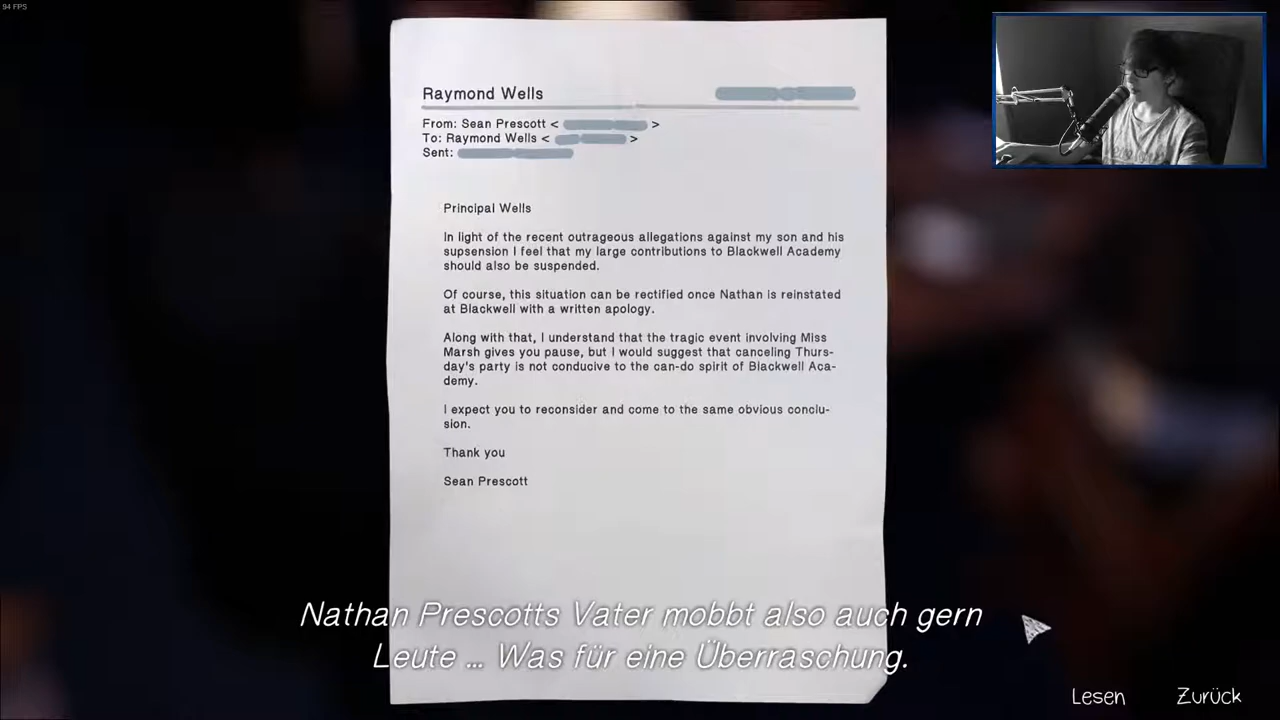 94 FPS
Raymond Wells
From: Sean Prescott < >
To: Raymond Wells < >
Sent:
Principal Wells
In light of the recent outrageous allegations against my son and his
supsension I feel that my large contributions to Blackwell Academy
should also be suspended.
Of course, this situation can be rectified once Nathan is reinstated
at Blackwell with a written apology.
Along with that, I understand that the tragic event involving Miss
Marsh gives you pause, but I would suggest that canceling Thurs-
day's party is not conducive to the can-do spirit of Blackwell Aca-
demy.
I expect you to reconsider and come to the same obvious conclu-
sion.
Thank you
Sean Prescott
Nathan Prescotts Vater mobbt also auch gern
Leute ... Was für eine Überraschung.
Lesen Zurück